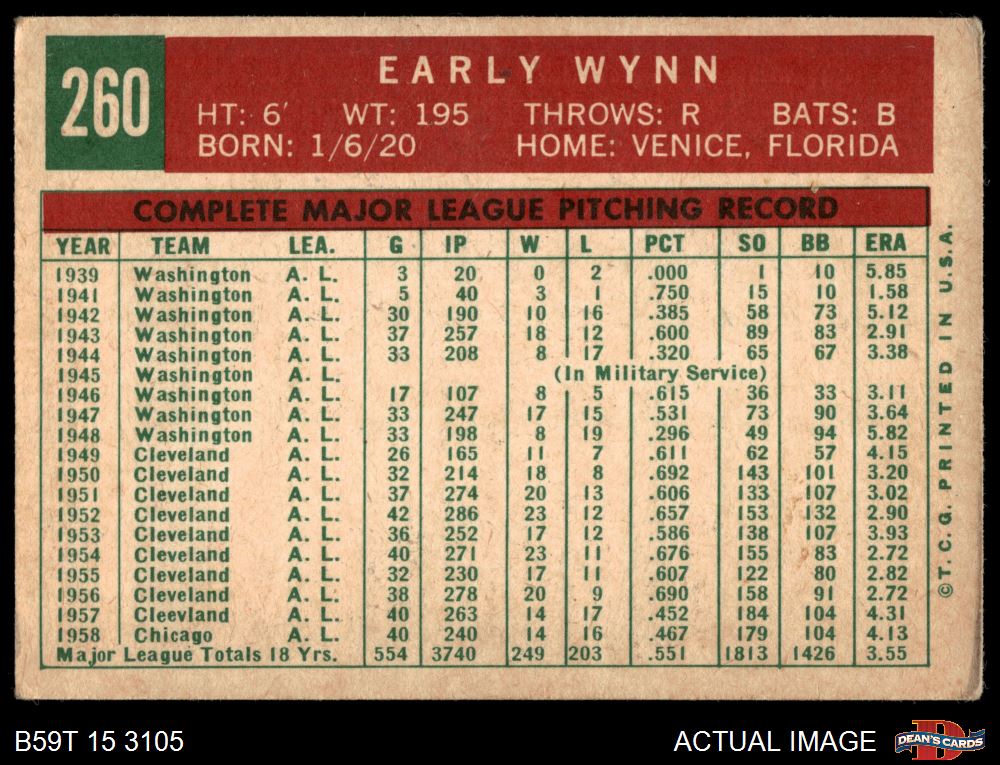 260
EARLY WYNN
HT: 6' WT: 195 THROWS: R BATS: B
BORN: 1/6/20 HOME: VENICE, FLORIDA
COMPLETE MAJOR LEAGUE PITCHING RECORD
YEAR TEAM LEA. G IP W L PCT SO BB ERA
1939 Washington A. L. 3 20 0 2 .000 1 10 5.85
1941 Washington A. L. 5 40 3 1 .750 15 10 1.58
1942 Washington A. L. 30 190 10 16 .385 58 73 5.12
1943 Washington A. L. 37 257 18 12 .600 89 83 2.91
1944 Washington A. L. 33 208 8 17 .320 65 67 3.38
1945 Washington A. L. (In Military Service)
1946 Washington A. L. 17 107 8 5 .615 36 33 3.11
1947 Washington A. L. 33 247 17 15 .531 73 90 3.64
1948 Washington A. L. 33 198 8 19 .296 49 94 5.82
1949 Cleveland A. L. 26 165 11 7 .611 62 57 4.15
1950 Cleveland A. L. 32 214 18 8 .692 143 101 3.20
1951 Cleveland A. L. 37 274 20 13 .606 133 107 3.02
1952 Cleveland A. L. 42 286 23 12 .657 153 132 2.90
1953 Cleveland A. L. 36 252 17 12 .586 138 107 3.93
1954 Cleveland A. L. 40 271 23 11 .676 155 83 2.72
1955 Cleveland A. L. 32 230 17 11 .607 122 80 2.82
1956 Cleveland A. L. 38 278 20 9 .690 158 91 2.72
1957 Cleevland A. L. 40 263 14 17 .452 184 104 4.31
1958 Chicago A. L. 40 240 14 16 .467 179 104 4.13
Major League Totals 18 Yrs. 554 3740 249 203 .551 1813 1426 3.55
©T. C. G. PRINTED IN U.S.A.
B59T 15 3105
ACTUAL IMAGE
D
DEAN'S CARDS